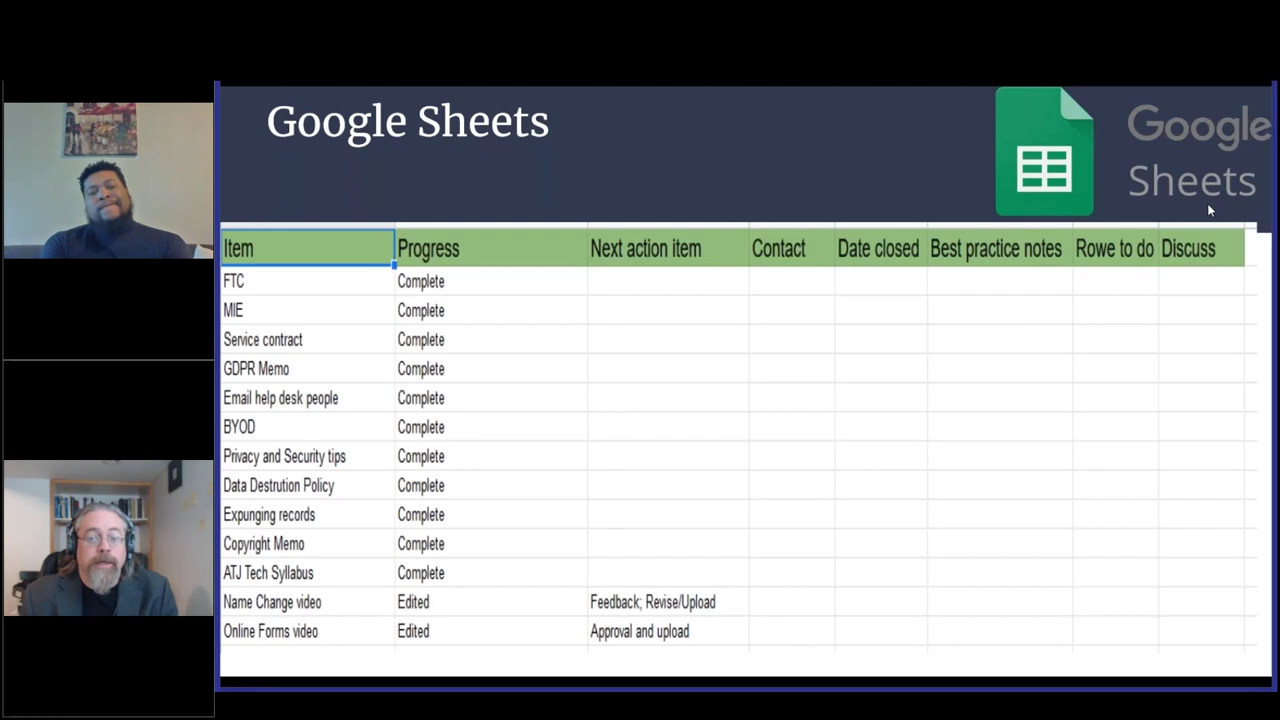 Google Sheets
Google
Sheets
Item Progress Next action item Contact Date closed Best practice notes Rowe to do Discuss
FTC Complete
MIE Complete
Service contract Complete
GDPR Memo Complete
Email help desk people Complete
BYOD Complete
Privacy and Security tips Complete
Data Destrution Policy Complete
Expunging records Complete
Copyright Memo Complete
ATJ Tech Syllabus Complete
Name Change video Edited Feedback; Revise/Upload
Online Forms video Edited Approval and upload